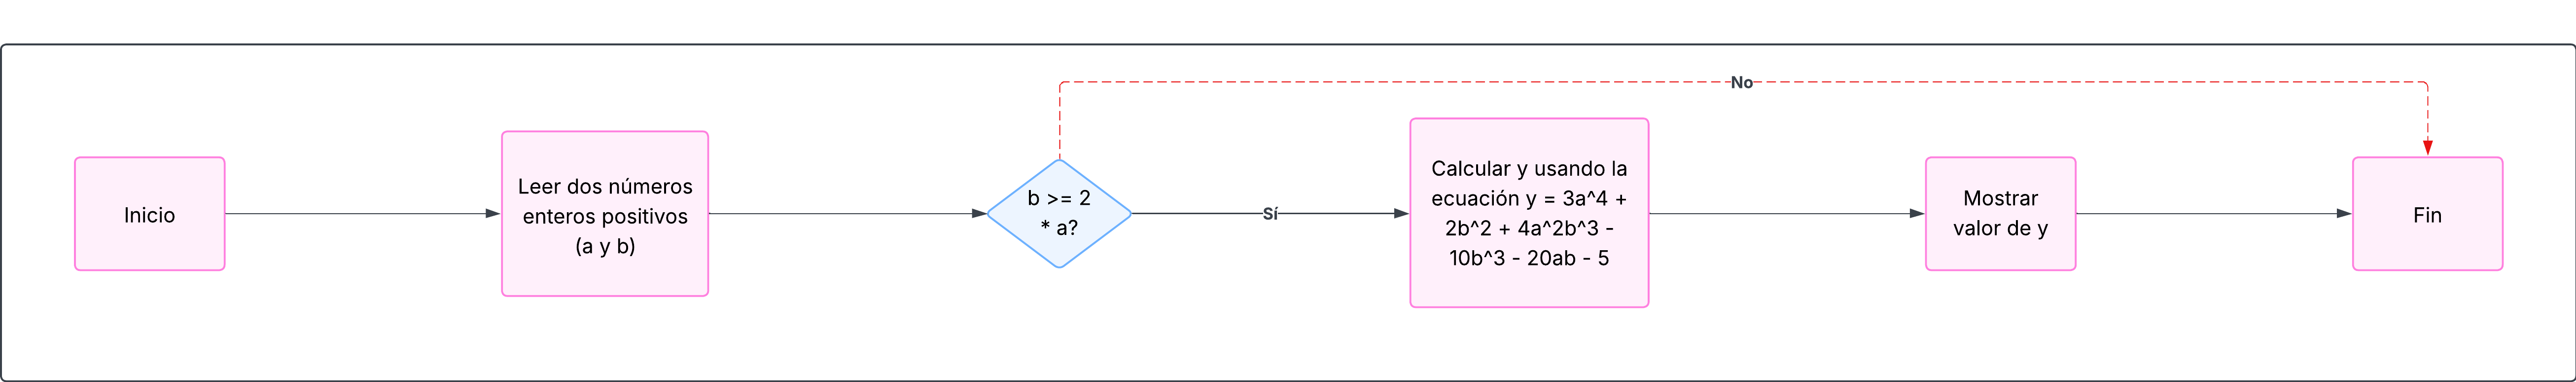 Inicio
Leer dos números
enteros positivos
(a y b)
b >= 2
* a?
No
Sí
Calcular y usando la
ecuación y = 3a^4 +
2b^2 + 4a^2b^3 -
10b^3 - 20ab - 5
Mostrar
valor de y
Fin